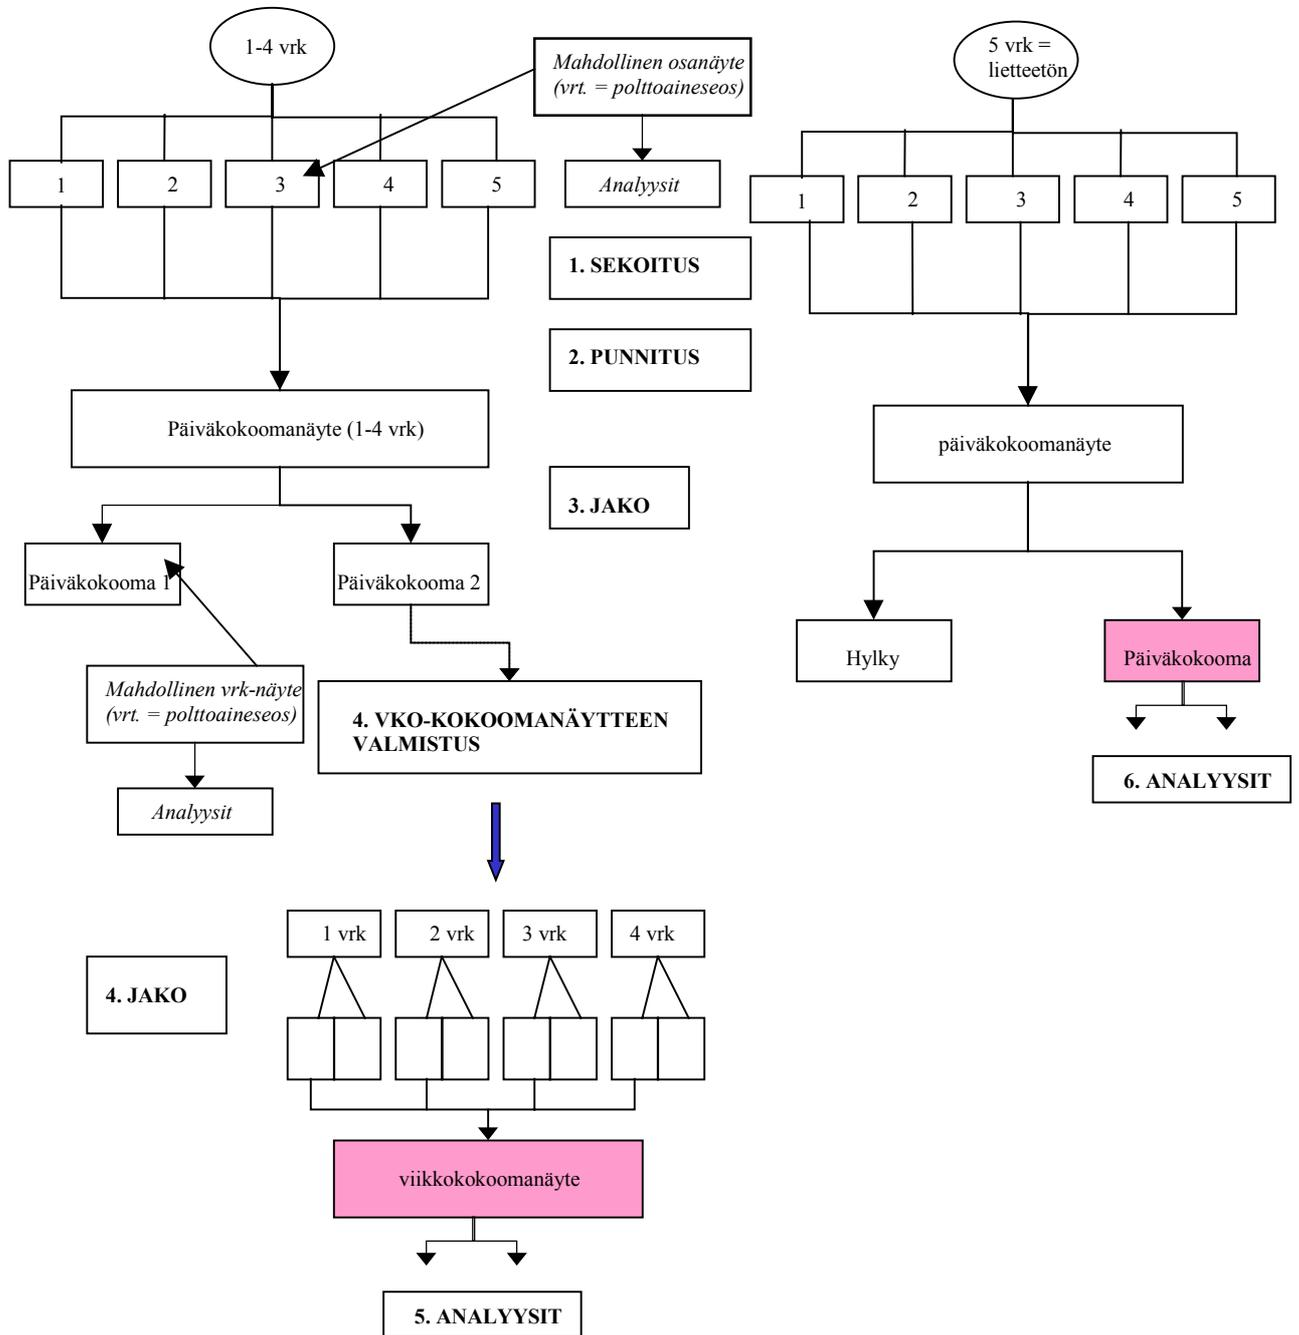 1-4 vrk
Mahdollinen osanäyte
(vrt. = polttoaineseos)
5 vrk =
lietteetön
1
2
3
4
5
Analyysit
1
2
3
4
5
1. SEKOITUS
2. PUNNITUS
Päiväkokoomanäyte (1-4 vrk)
päiväkokoomanäyte
3. JAKO
Päiväkokooma 1
Päiväkokooma 2
Hylky
Päiväkokooma
Mahdollinen vrk-näyte
(vrt. = polttoaineseos)
4. VKO-KOKOOMANÄYTTEEN
VALMISTUS
6. ANALYYSIT
Analyysit
1 vrk
2 vrk
3 vrk
4 vrk
4. JAKO
viikkokokoomanäyte
5. ANALYYSIT